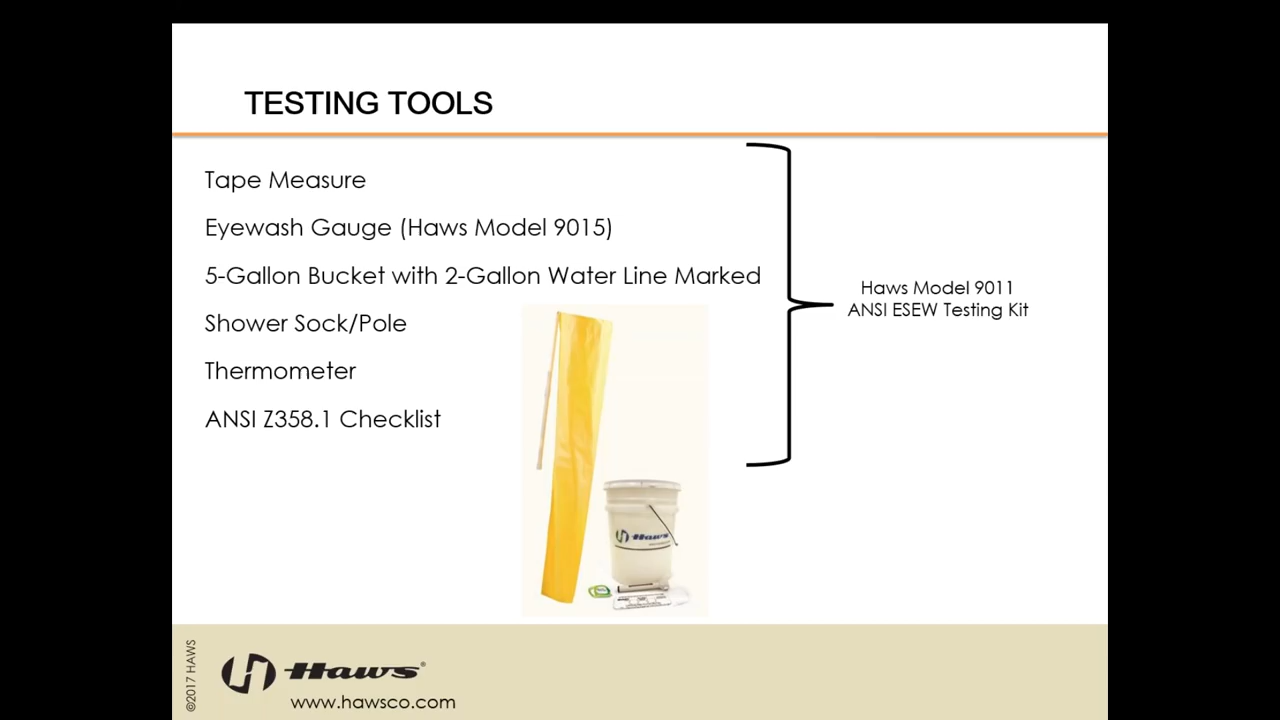 TESTING TOOLS
Tape Measure
Eyewash Gauge (Haws Model 9015)
5-Gallon Bucket with 2-Gallon Water Line Marked
Shower Sock/Pole
Thermometer
ANSI Z358.1 Checklist
Haws Model 9011
ANSI ESEW Testing Kit
Haws
©2017 HAWS
Haws®
www.hawsco.com